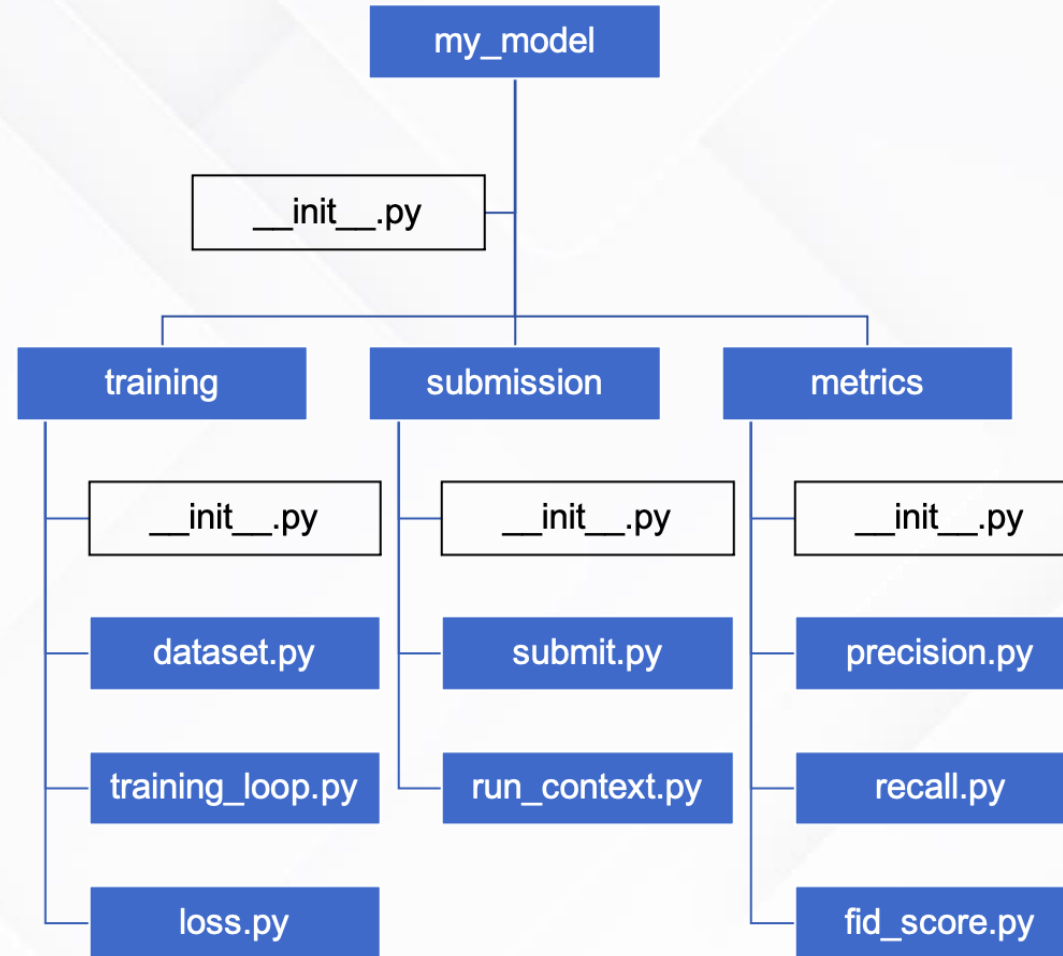 my_model
__init__.py
training
submission
metrics
__init__.py
__init__.py
__init__.py
dataset.py
submit.py
precision.py
training_loop.py
run_context.py
recall.py
loss.py
fid_score.py